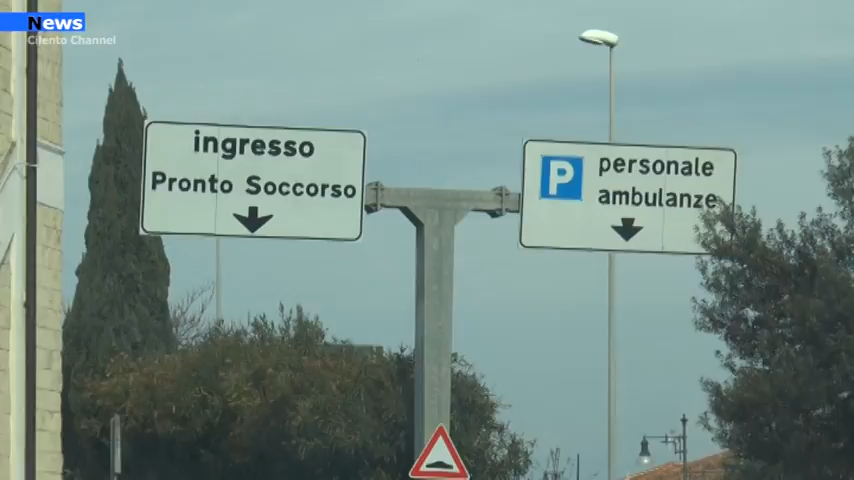 News
Cilento Channel
ingresso
Pronto Soccorso
P personale
ambulanze